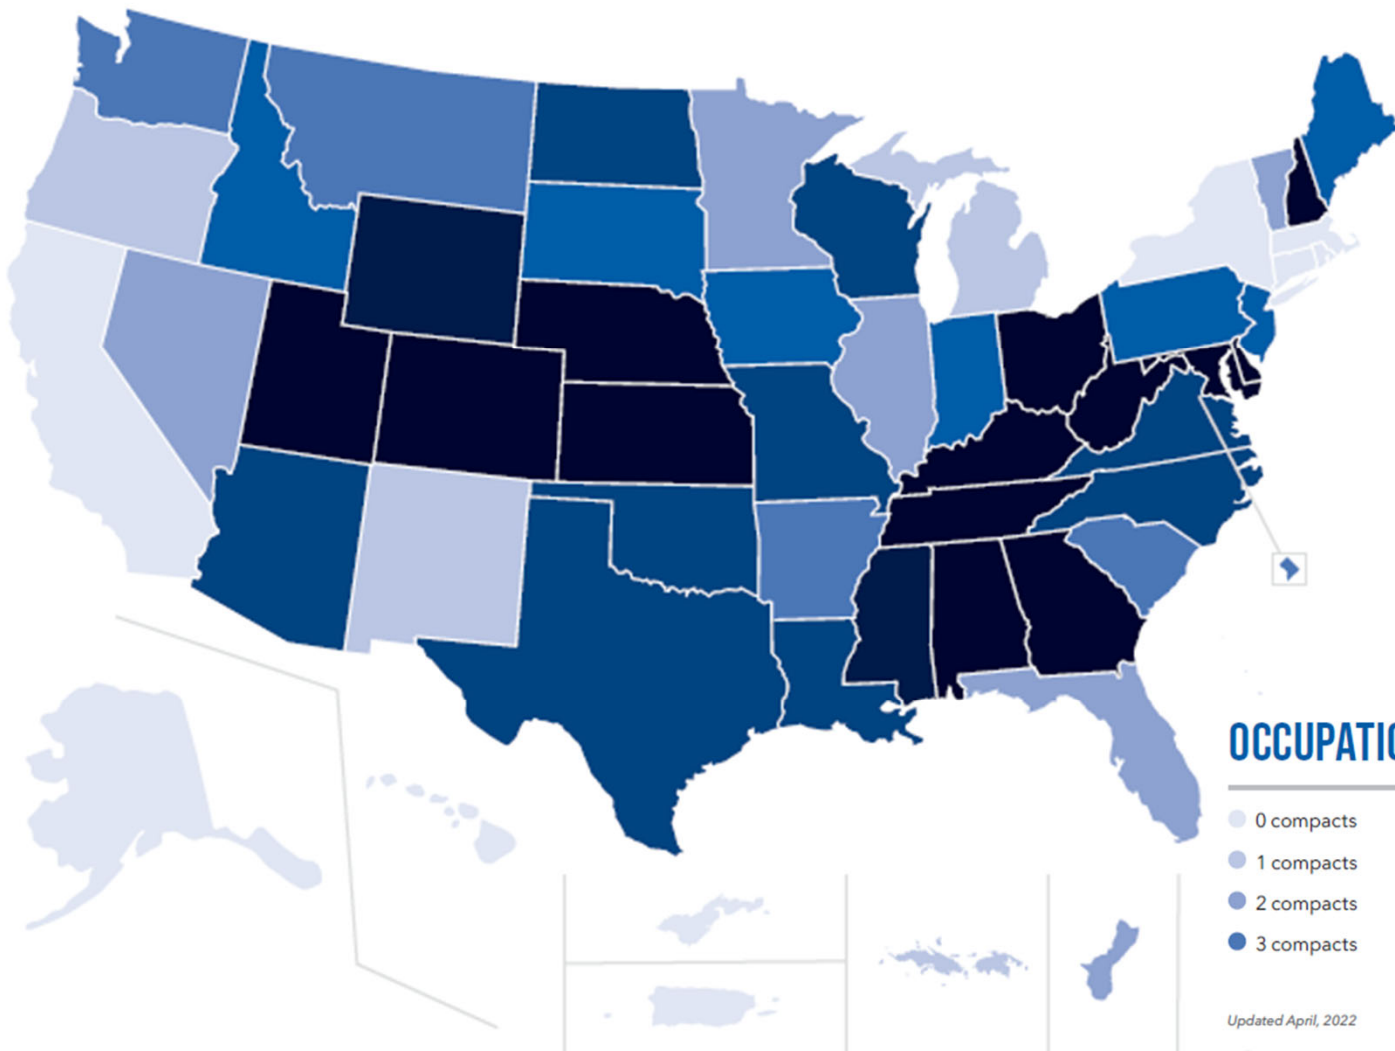 OCCUPATIO
0 compacts
1 compacts
2 compacts
3 compacts
Updated April, 2022